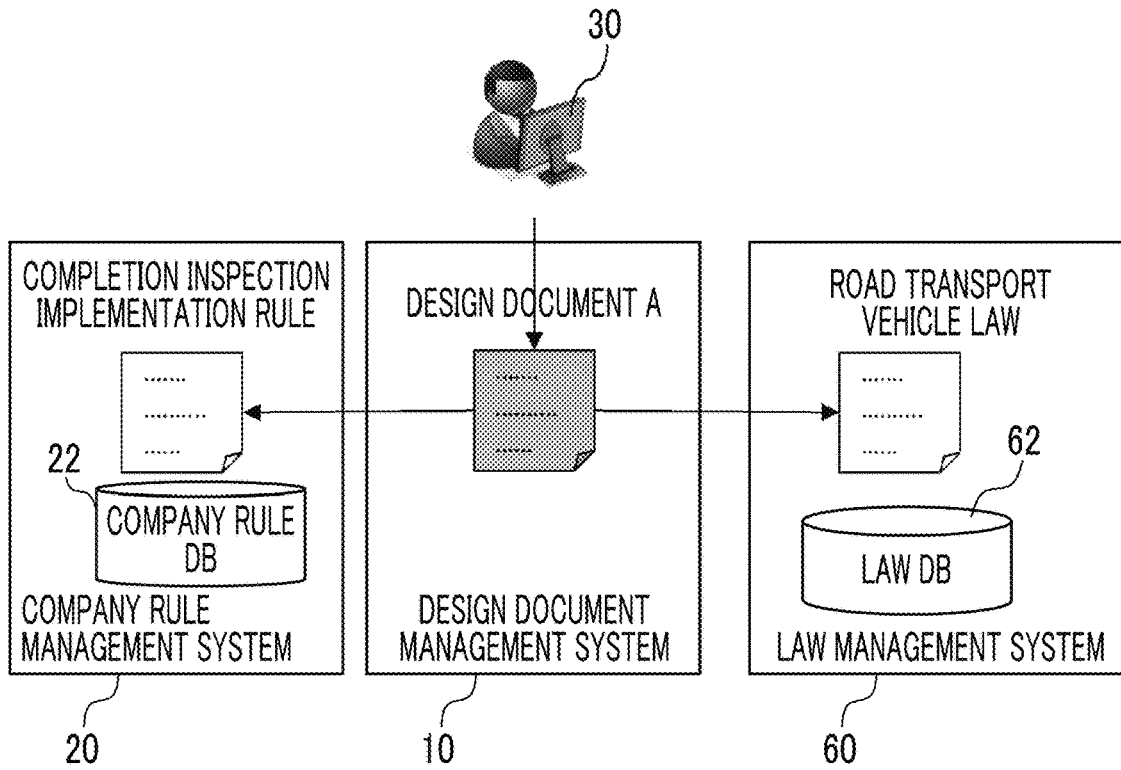 30
COMPLETION INSPECTION
IMPLEMENTATION RULE
22
COMPANY RULE
DB
COMPANY RULE
MANAGEMENT SYSTEM
20
DESIGN DOCUMENT A
DESIGN DOCUMENT
MANAGEMENT SYSTEM
10
ROAD TRANSPORT
VEHICLE LAW
62
LAW DB
LAW MANAGEMENT SYSTEM
60